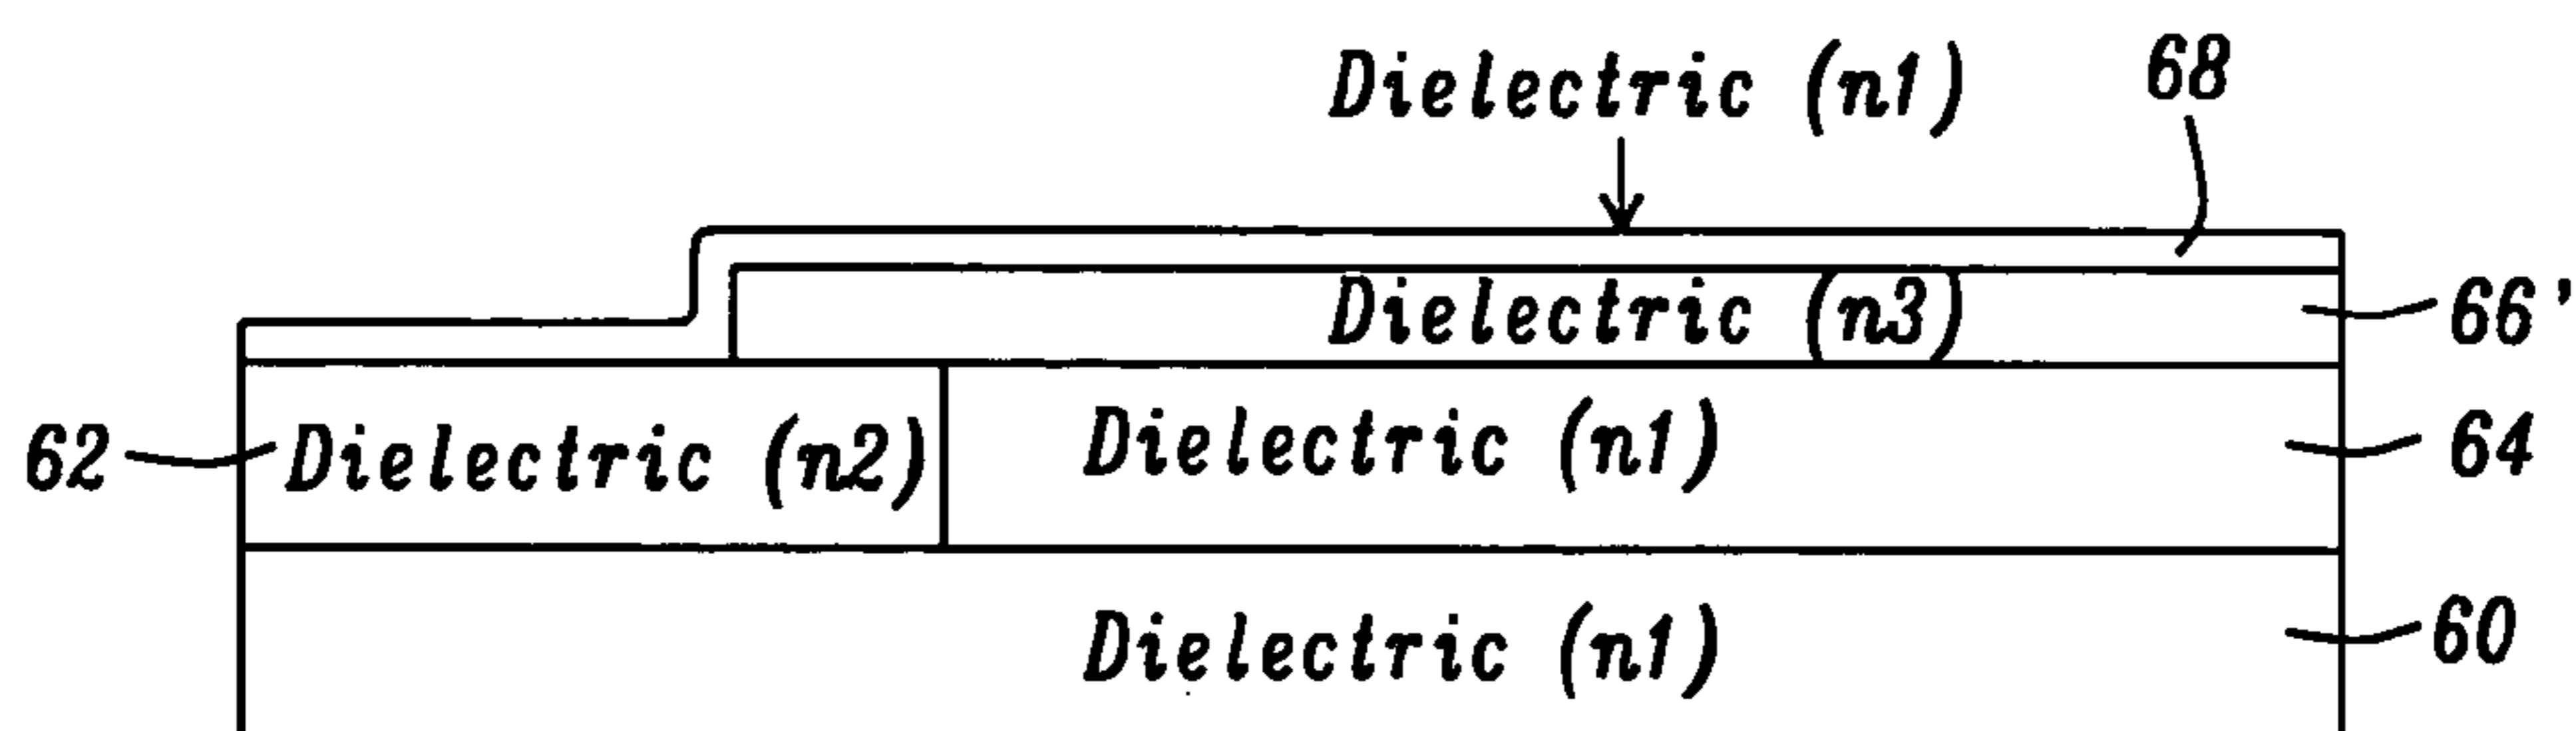 Dielectric (n1)
68
Dielectric (n3)
66'
62
Dielectric (n2)
Dielectric (n1)
64
Dielectric (n1)
60